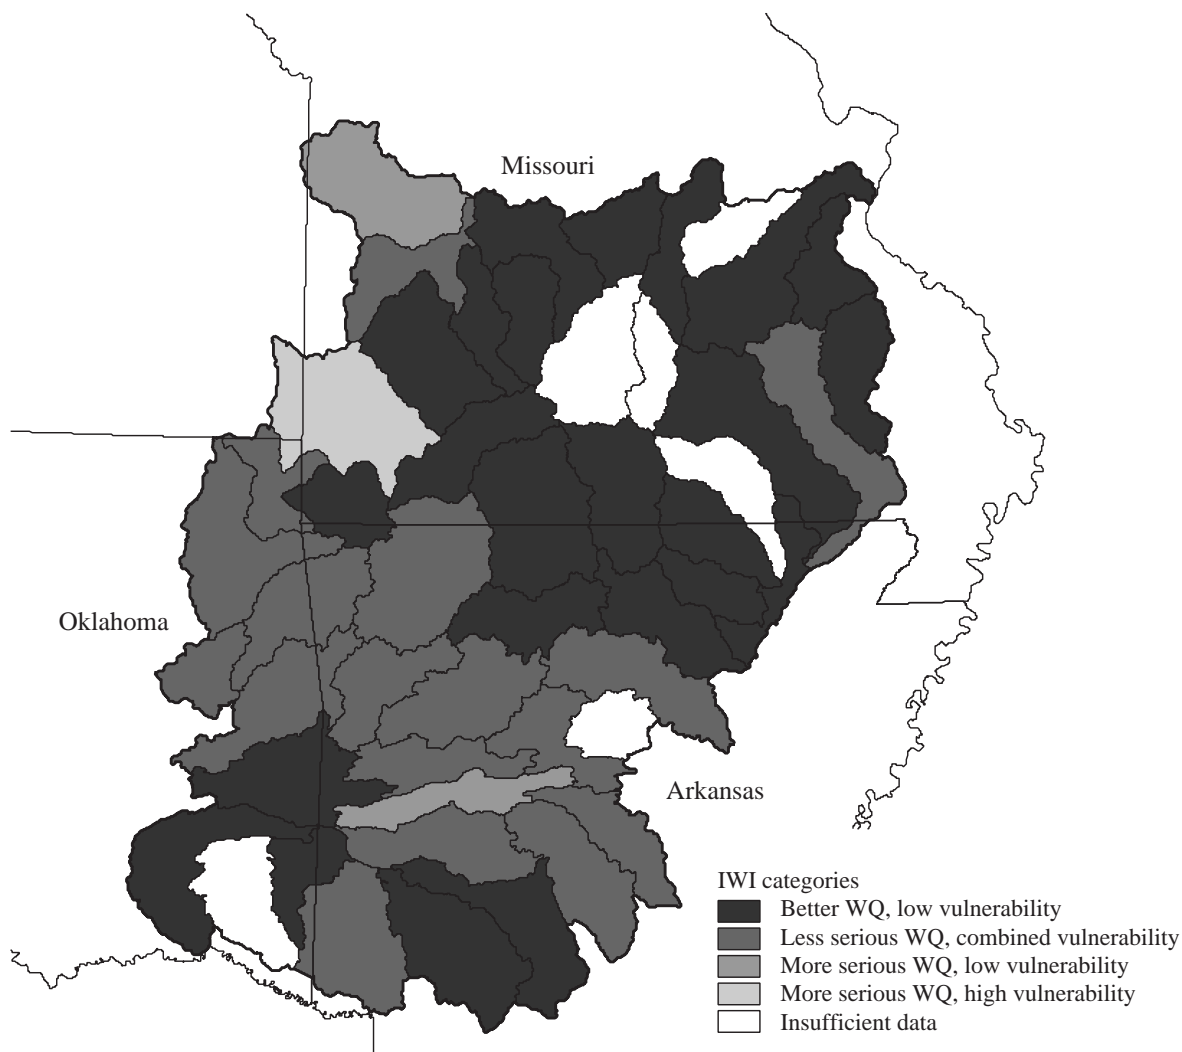 Missouri
Oklahoma
Arkansas
IWI categories
Better WQ, low vulnerability
Less serious WQ, combined vulnerability
More serious WQ, low vulnerability
More serious WQ, high vulnerability
Insufficient data